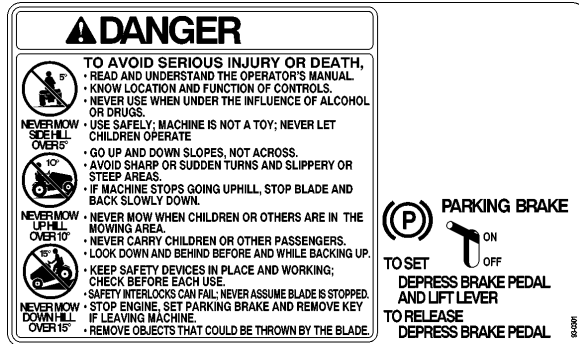 DANGER
TO AVOID SERIOUS INJURY OR DEATH,
• READ AND UNDERSTAND THE OPERATOR'S MANUAL.
• KNOW LOCATION AND FUNCTION OF CONTROLS.
• NEVER USE WHEN UNDER THE INFLUENCE OF ALCOHOL
OR DRUGS.
• USE SAFELY; MACHINE IS NOT A TOY; NEVER LET
CHILDREN OPERATE
• GO UP AND DOWN SLOPES, NOT ACROSS.
• AVOID SHARP OR SUDDEN TURNS AND SLIPPERY OR
STEEP AREAS.
• IF MACHINE STOPS GOING UPHILL, STOP BLADE AND
BACK SLOWLY DOWN.
• NEVER MOW WHEN CHILDREN OR OTHERS ARE IN THE
MOWING AREA.
• NEVER CARRY CHILDREN OR OTHER PASSENGERS.
• LOOK DOWN AND BEHIND BEFORE AND WHILE BACKING UP.
• KEEP SAFETY DEVICES IN PLACE AND WORKING;
CHECK BEFORE EACH USE.
• SAFETY INTERLOCKS CAN FAIL; NEVER ASSUME BLADE IS STOPPED.
• STOP ENGINE, SET PARKING BRAKE AND REMOVE KEY
IF LEAVING MACHINE.
• REMOVE OBJECTS THAT COULD BE THROWN BY THE BLADE.
5°
NEVER MOW
SIDE HILL
OVER 5°
10°
NEVER MOW
UP HILL
OVER 10°
15°
NEVER MOW
DOWN HILL
OVER 15°
P
PARKING BRAKE
ON
OFF
TO SET
DEPRESS BRAKE PEDAL
AND LIFT LEVER
TO RELEASE
DEPRESS BRAKE PEDAL
93-0301